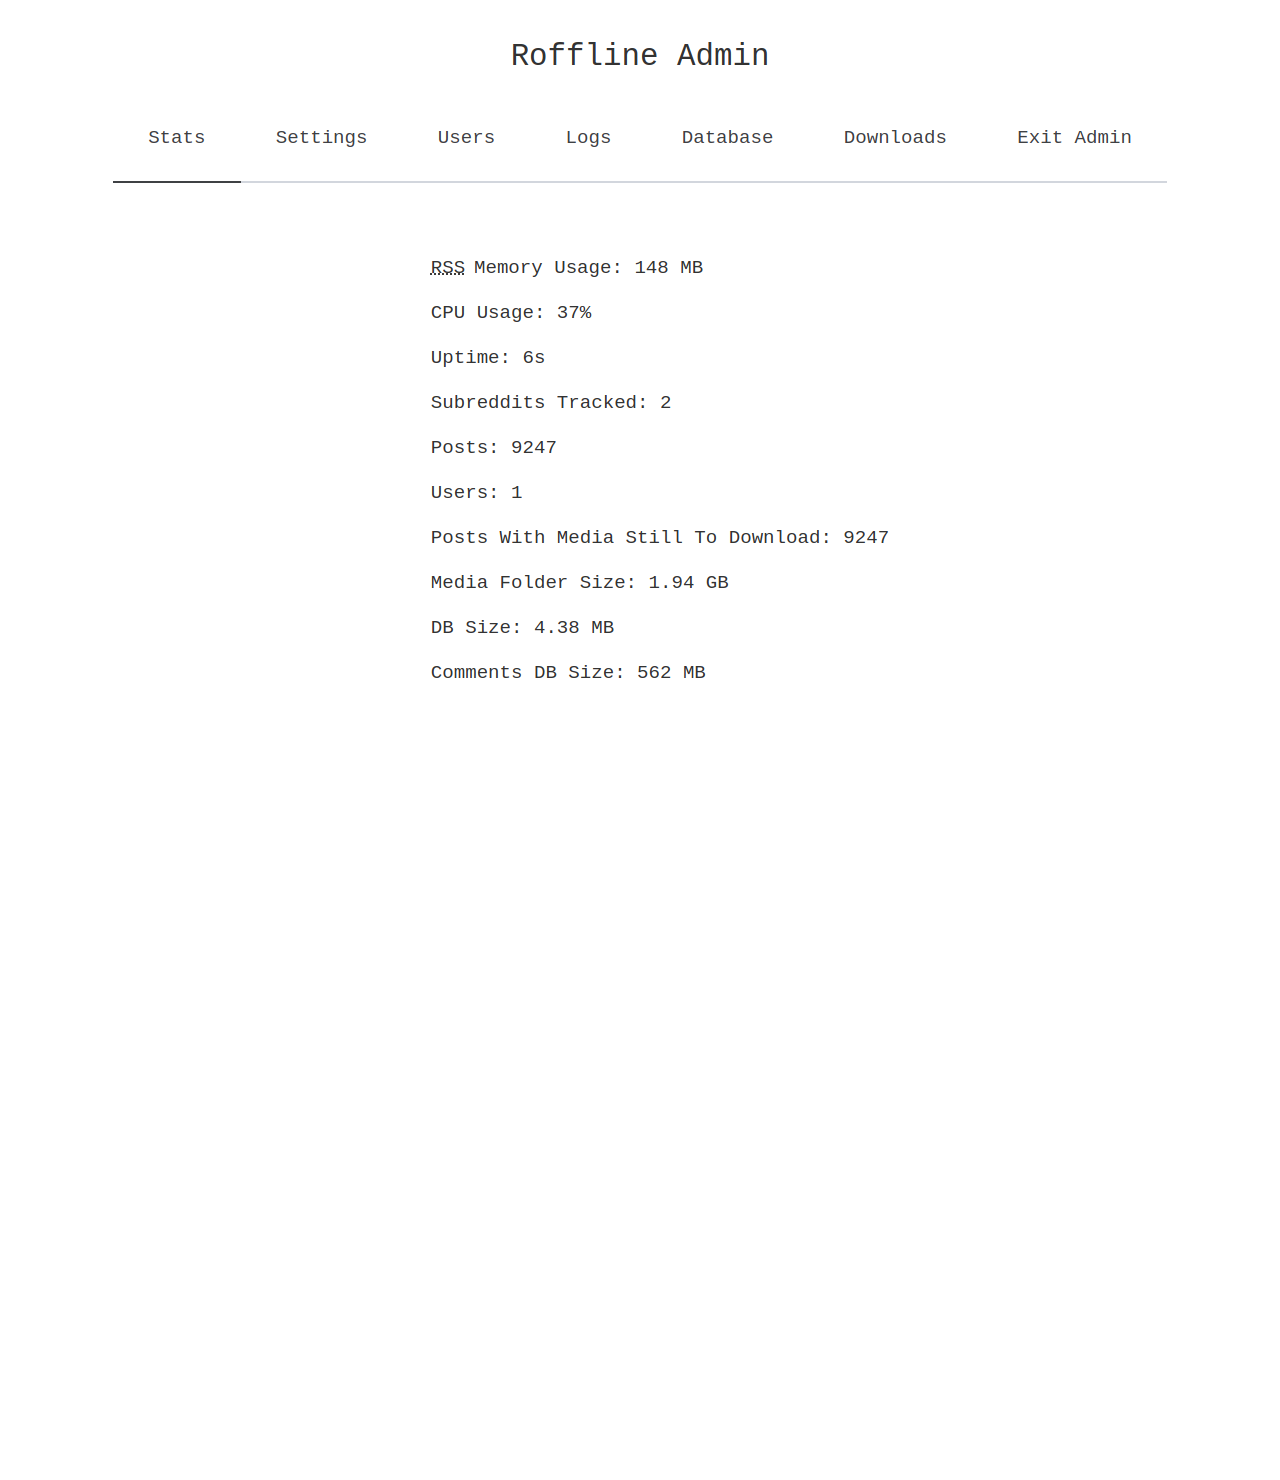 Roffline Admin
Stats Settings Users Logs Database Downloads Exit Admin
RSS Memory Usage: 148 MB
CPU Usage: 37%
Uptime: 6s
Subreddits Tracked: 2
Posts: 9247
Users: 1
Posts With Media Still To Download: 9247
Media Folder Size: 1.94 GB
DB Size: 4.38 MB
Comments DB Size: 562 MB